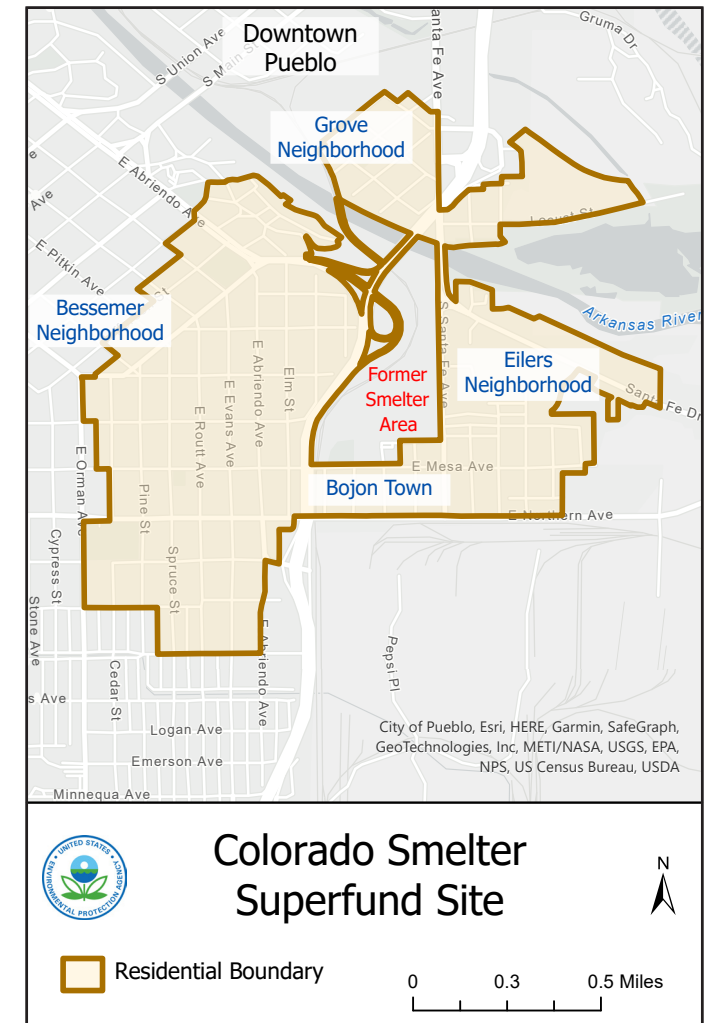 Downtown
Pueblo
S Union Ave
S Main St
Santa Fe Ave
Gruma Dr
Grove
Neighborhood
E Abriendo Ave
Ave
E Pitkin Ave
St
Locust St
Arkansas River
Bessemer
Neighborhood
Eilers
Neighborhood
S Santa Fe Ave
Santa Fe Dr
Former
Smelter
Area
Elm St
E Abriendo Ave
E Evans Ave
E Routt Ave
E Orman Ave
Pine St
E Mesa Ave
Bojon Town
E Northern Ave
Cypress St
Spruce St
Stone Ave
E Abriendo Ave
Cedar St
Pepsi Pl
s Ave
Logan Ave
Emerson Ave
Minnequa Ave
City of Pueblo, Esri, HERE, Garmin, SafeGraph,
GeoTechnologies, Inc, METI/NASA, USGS, EPA,
NPS, US Census Bureau, USDA
UNITED STATES
ENVIRONMENTAL PROTECTION AGENCY
Colorado Smelter
Superfund Site
N
Residential Boundary
0 0.3 0.5 Miles